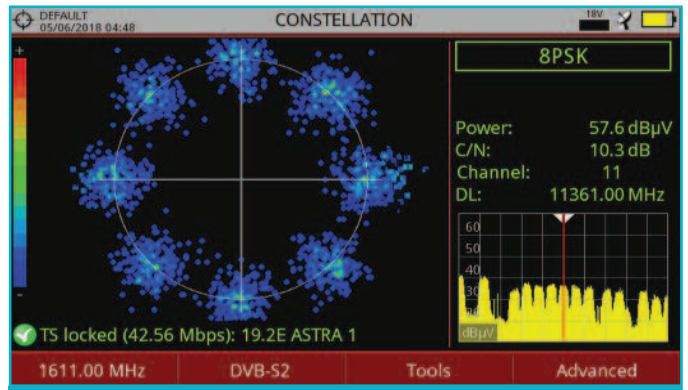 DEFAULT
05/06/2018 04:48
CONSTELLATION
18V
+
-
8PSK
Power: 57.6 dBµV
C/N: 10.3 dB
Channel: 11
DL: 11361.00 MHz
60
50
40
30
dBµV
TS locked (42.56 Mbps): 19.2E ASTRA 1
1611.00 MHz
DVB-S2
Tools
Advanced